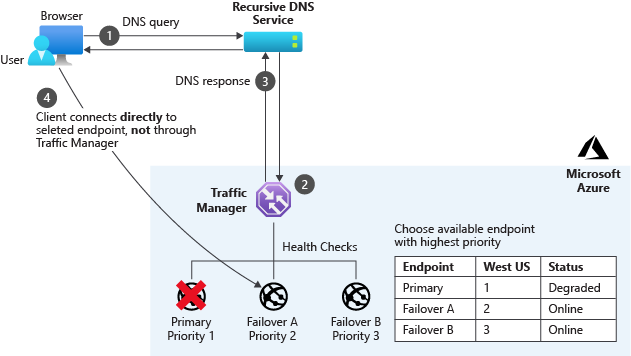 Browser
Recursive DNS
Service
1
DNS query
User
DNS response
3
4
Client connects directly to
seleted endpoint, not through
Traffic Manager
Microsoft
Azure
Traffic
Manager
2
Health Checks
Choose available endpoint
with highest priority
Endpoint West US Status
Primary 1 Degraded
Failover A 2 Online
Failover B 3 Online
Primary
Priority 1
Failover A
Priority 2
Failover B
Priority 3